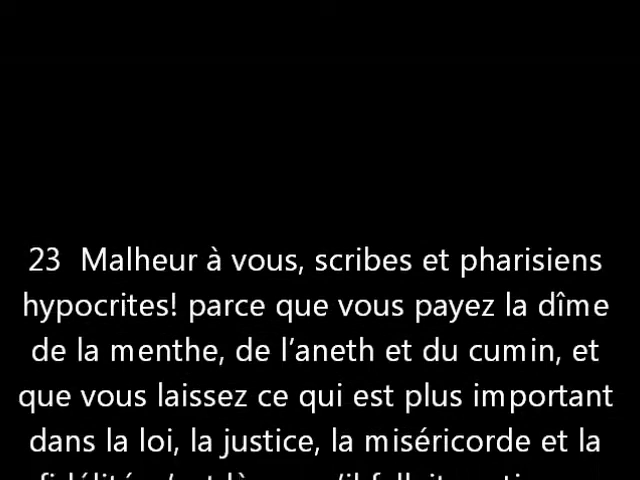 23 Malheur à vous, scribes et pharisiens
hypocrites! parce que vous payez la dîme
de la menthe, de l’aneth et du cumin, et
que vous laissez ce qui est plus important
dans la loi, la justice, la miséricorde et la